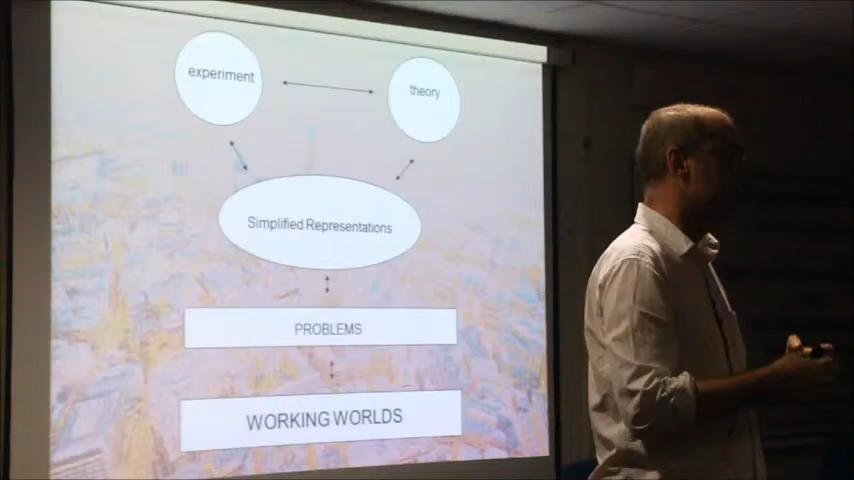 experiment
theory
Simplified Representations
PROBLEMS
WORKING WORLDS